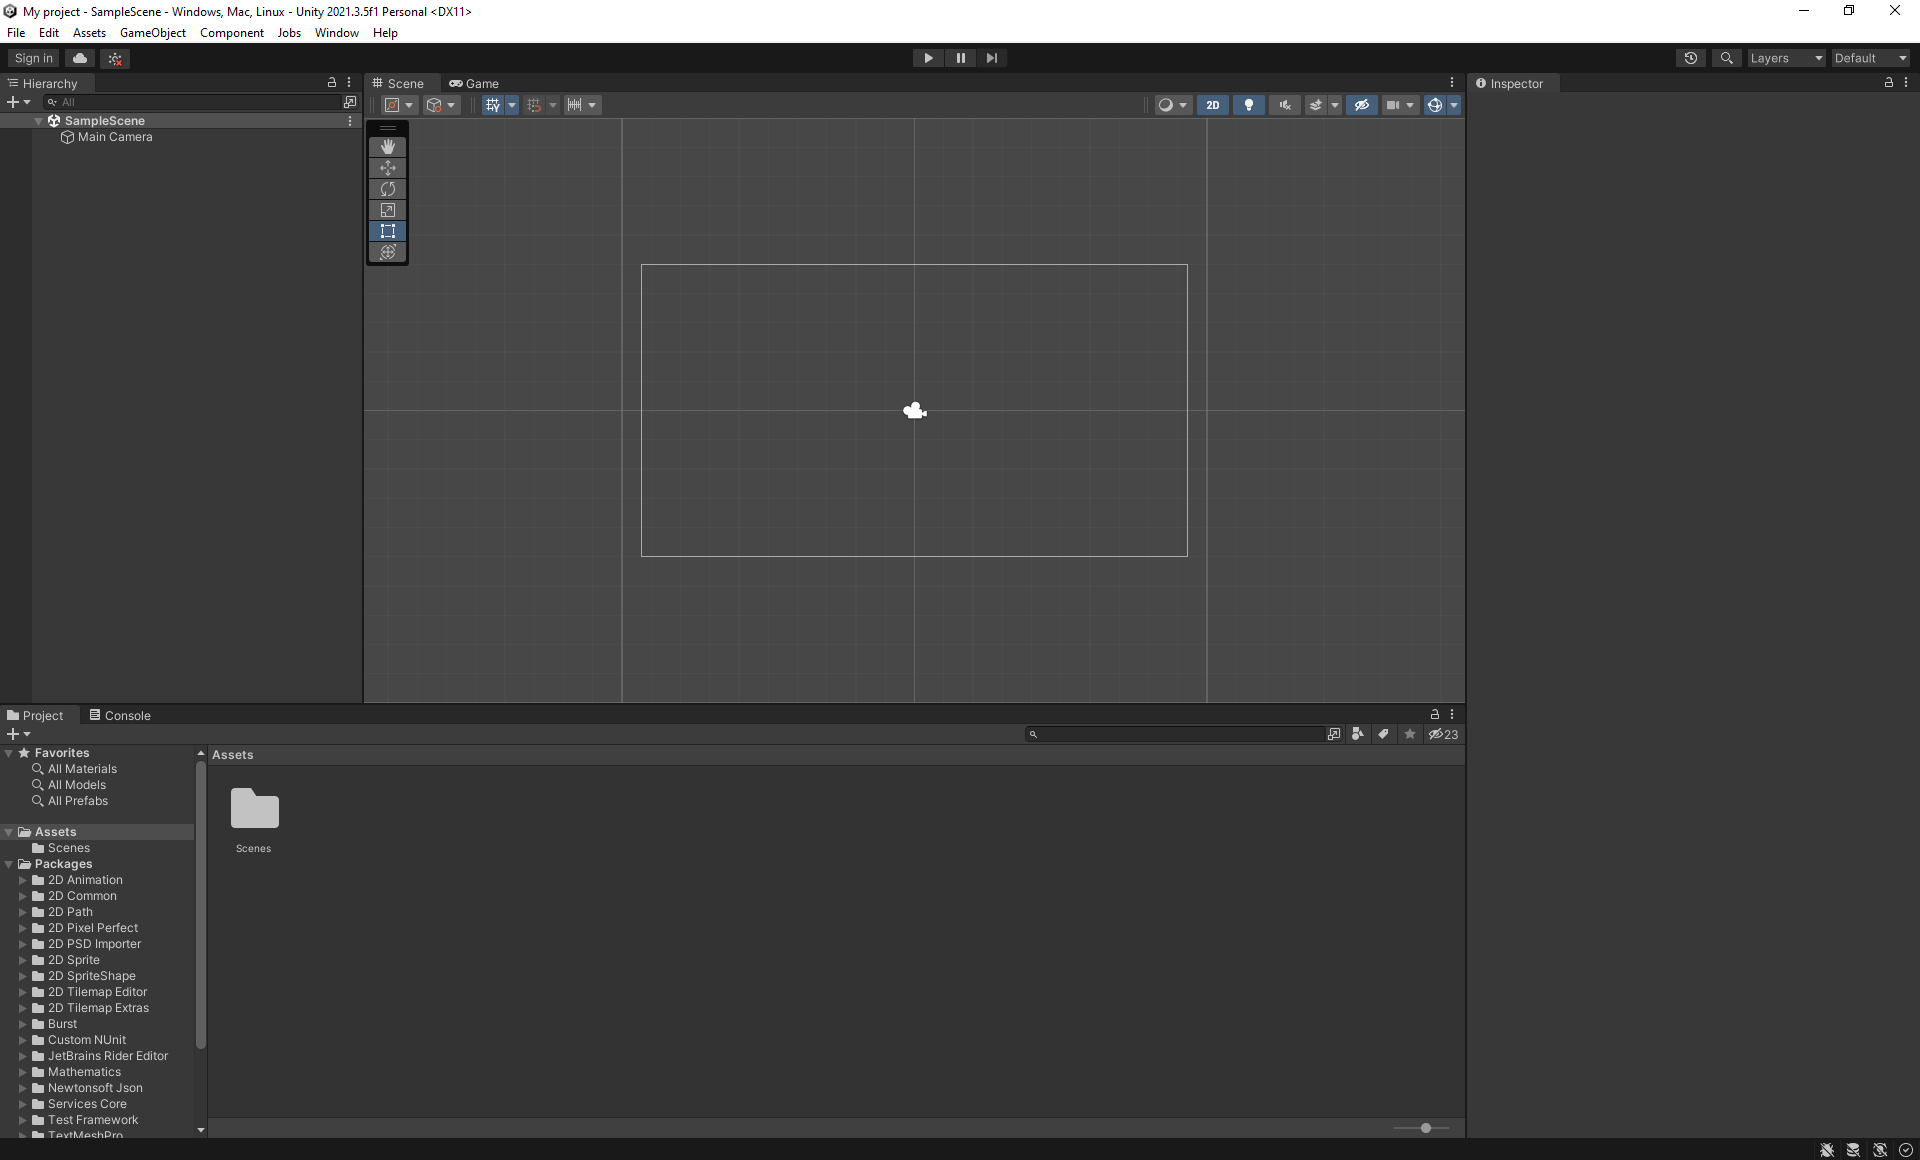 My project - SampleScene - Windows, Mac, Linux - Unity 2021.3.5f1 Personal <DX11>
File Edit Assets GameObject Component Jobs Window Help
Sign in
Layers
Default
Hierarchy
Scene
Game
Inspector
All
2D
SampleScene
Main Camera
Project
Console
23
Favorites
Assets
All Materials
All Models
All Prefabs
Assets
Scenes
Scenes
Packages
2D Animation
2D Common
2D Path
2D Pixel Perfect
2D PSD Importer
2D Sprite
2D SpriteShape
2D Tilemap Editor
2D Tilemap Extras
Burst
Custom NUnit
JetBrains Rider Editor
Mathematics
Newtonsoft Json
Services Core
Test Framework
TextMeshPro